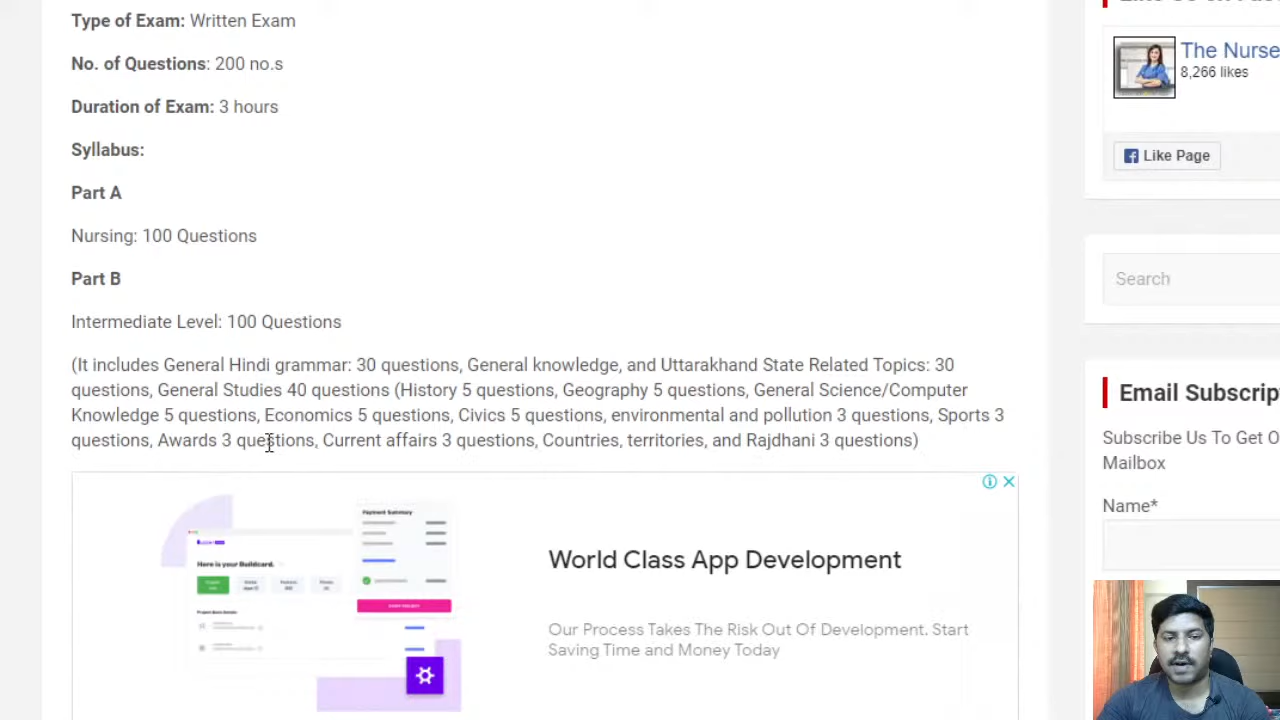 Type of Exam: Written Exam
No. of Questions: 200 no.s
Duration of Exam: 3 hours
Syllabus:
Part A
Nursing: 100 Questions
Part B
Intermediate Level: 100 Questions
(It includes General Hindi grammar: 30 questions, General knowledge, and Uttarakhand State Related Topics: 30
questions, General Studies 40 questions (History 5 questions, Geography 5 questions, General Science/Computer
Knowledge 5 questions, Economics 5 questions, Civics 5 questions, environmental and pollution 3 questions, Sports 3
questions, Awards 3 questions, Current affairs 3 questions, Countries, territories, and Rajdhani 3 questions)
Payment Summary
Here is your Buildcard.
World Class App Development
Our Process Takes The Risk Out Of Development. Start
Saving Time and Money Today
The Nurse
8,266 likes
Like Page
Search
Email Subscrip
Subscribe Us To Get O
Mailbox
Name*